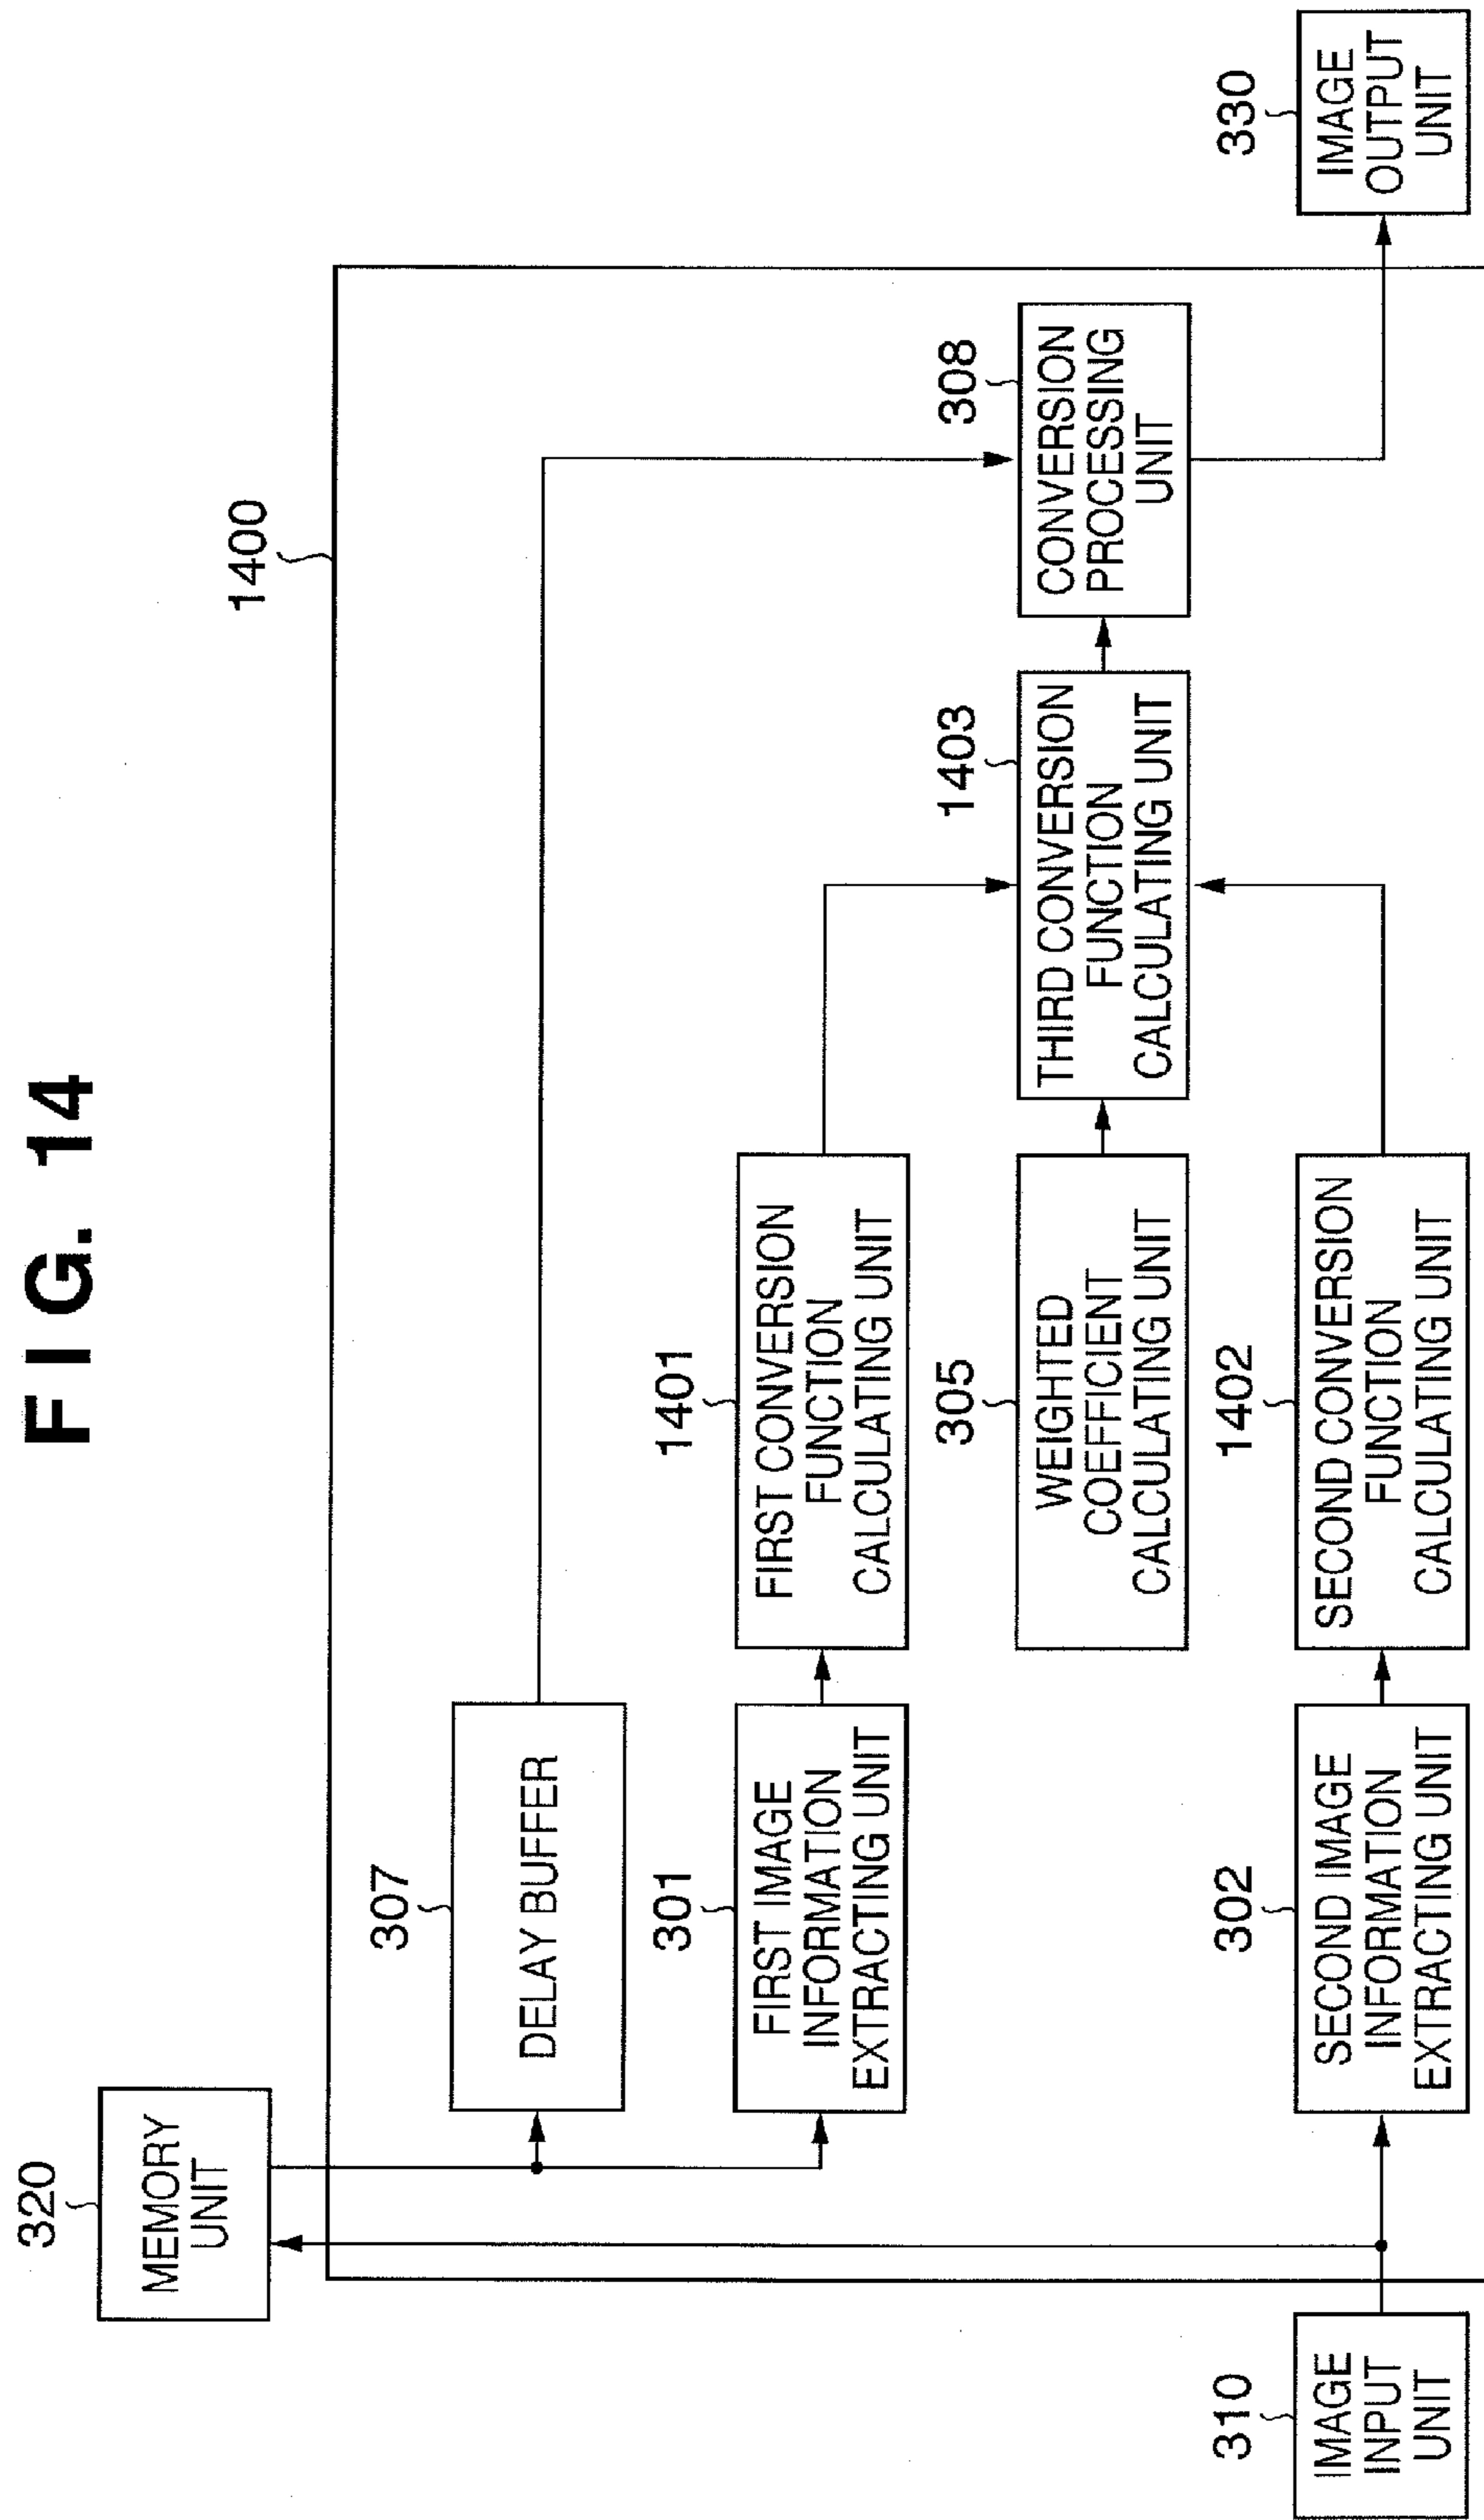 FIG. 14
320
MEMORY
UNIT
1400
307
DELAY BUFFER
301
FIRST IMAGE
INFORMATION
EXTRACTING UNIT
1401
FIRST CONVERSION
FUNCTION
CALCULATING UNIT
305
WEIGHTED
COEFFICIENT
CALCULATING UNIT
1403
THIRD CONVERSION
FUNCTION
CALCULATING UNIT
308
CONVERSION
PROCESSING
UNIT
310
IMAGE
INPUT
UNIT
302
SECOND IMAGE
INFORMATION
EXTRACTING UNIT
1402
SECOND CONVERSION
FUNCTION
CALCULATING UNIT
330
IMAGE
OUTPUT
UNIT